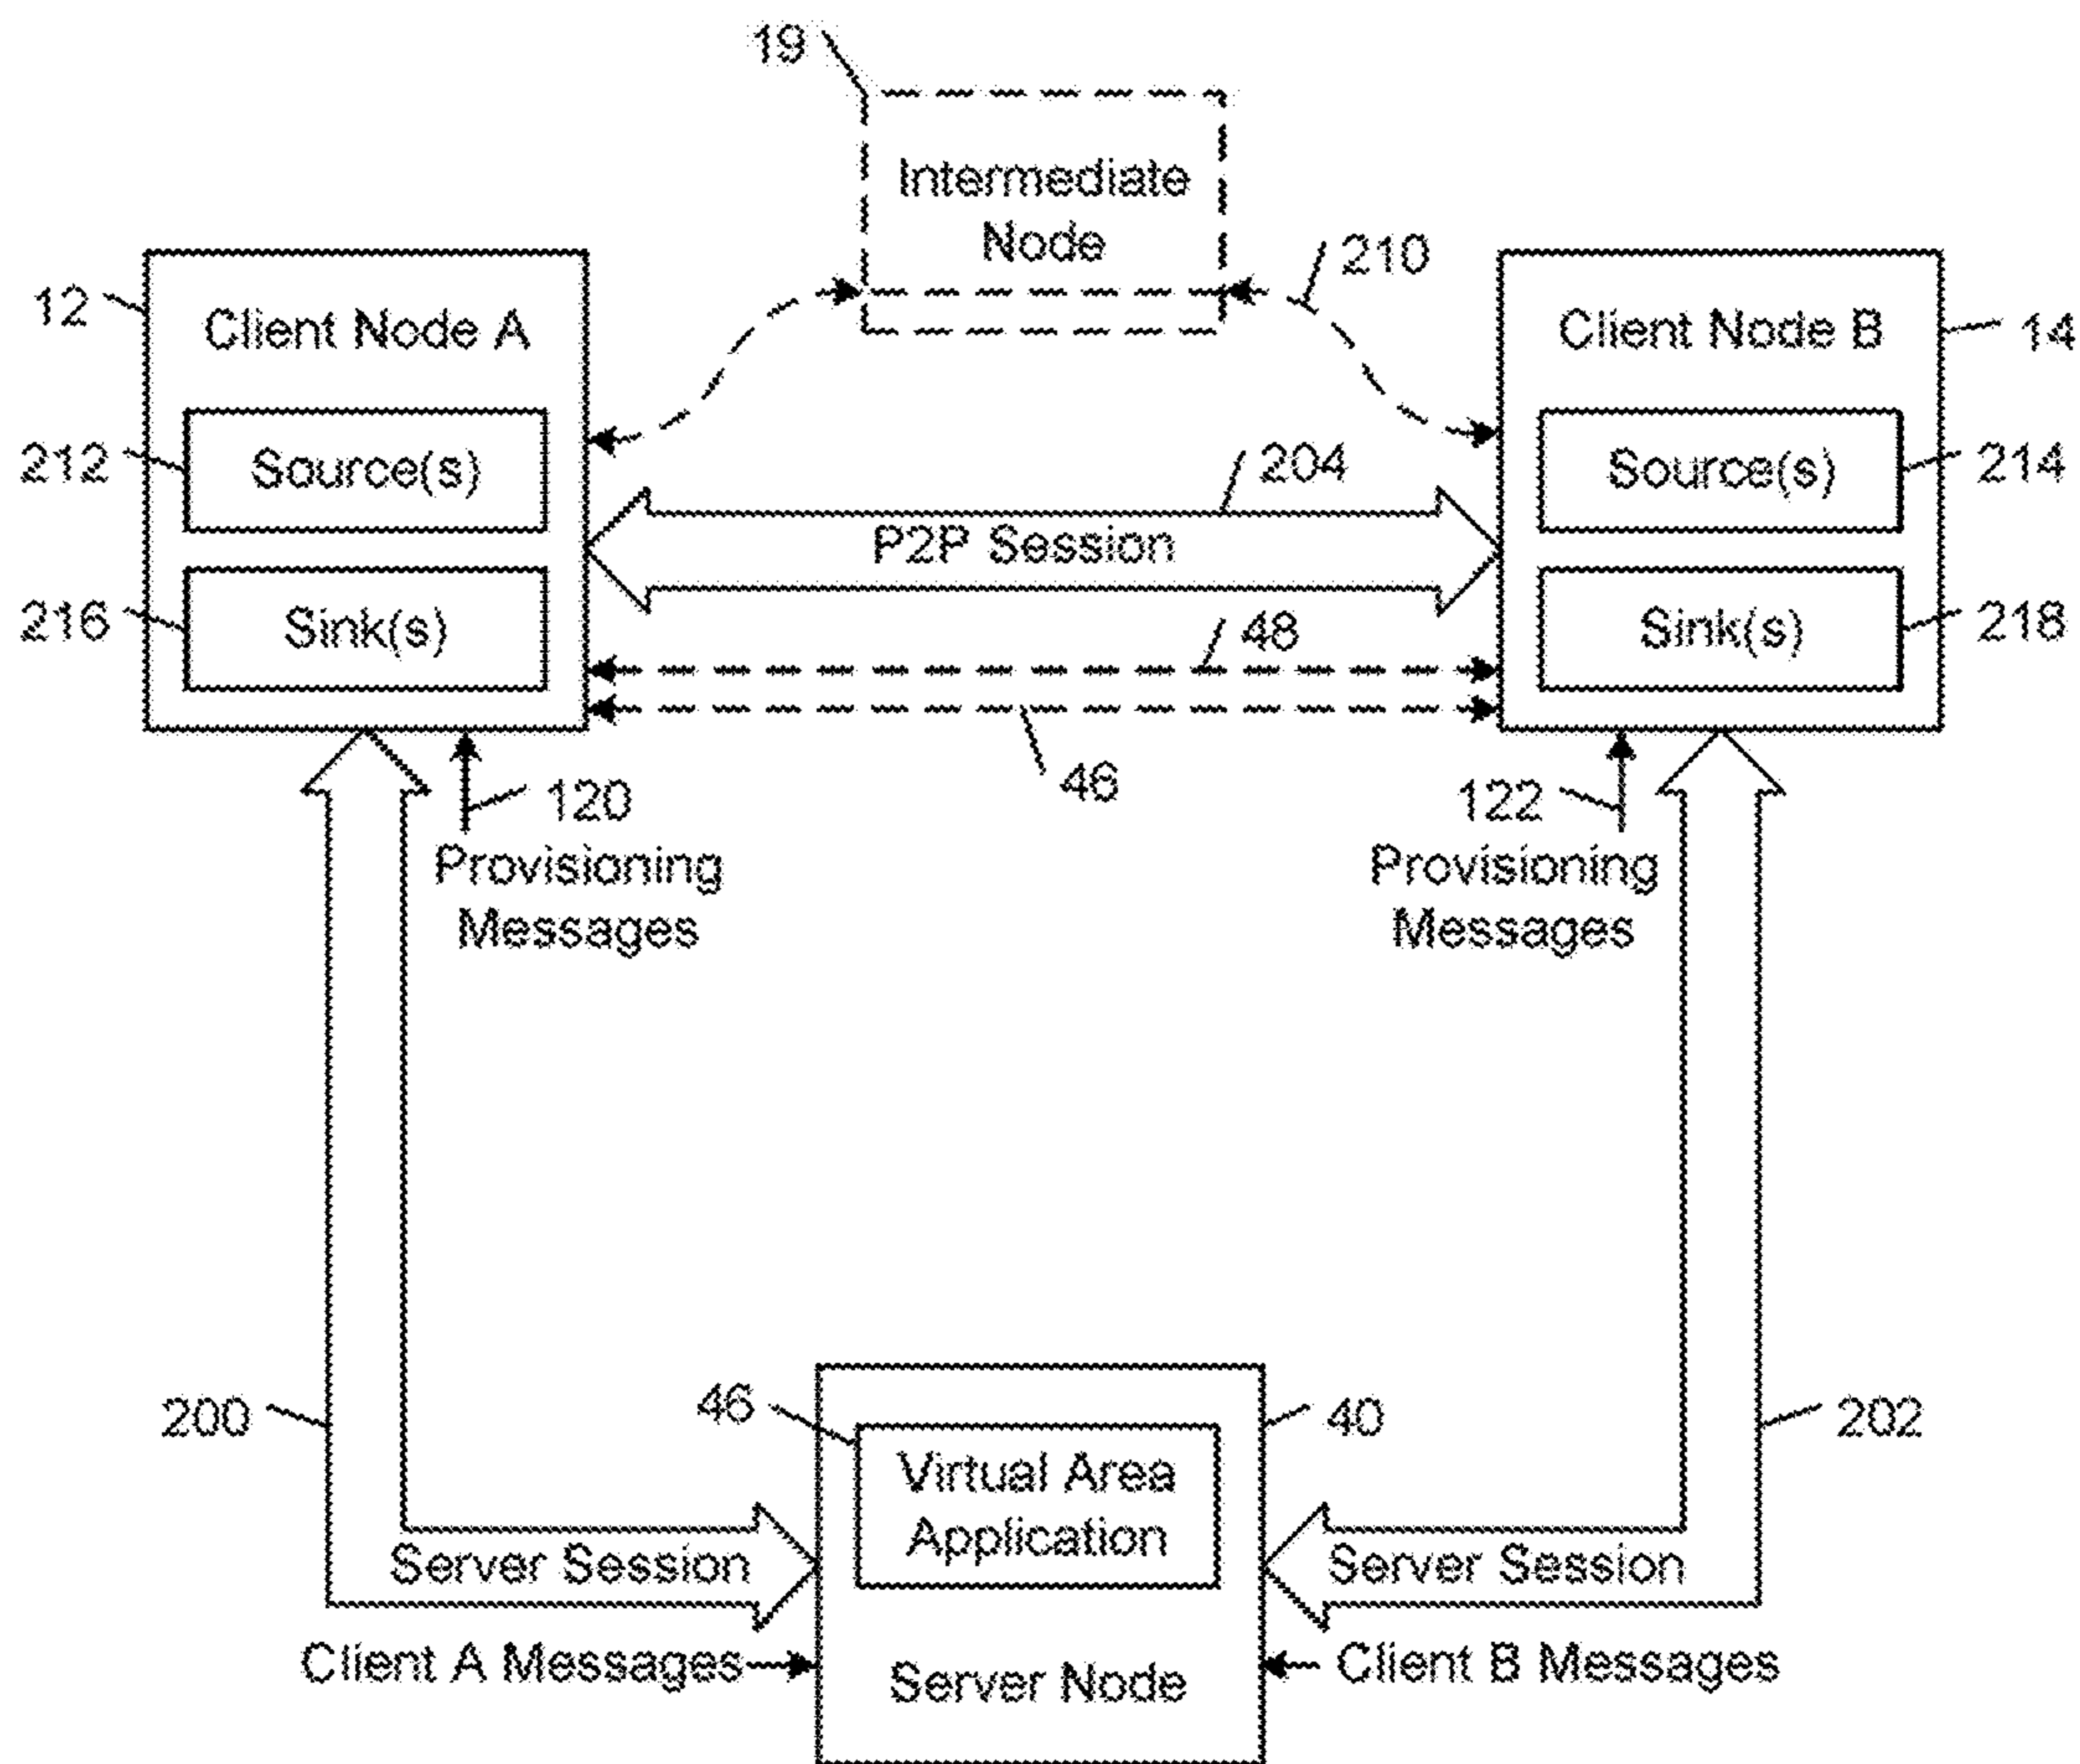 19
Intermediate
Node
210
12
Client Node A
Client Node B
14
212
Source(s)
204
Source(s)
214
P2P Session
216
Sink(s)
48
Sink(s)
218
46
120
Provisioning
Messages
122
Provisioning
Messages
200
46
Virtual Area
Application
40
202
Server Session
Server Session
Client A Messages
Server Node
Client B Messages